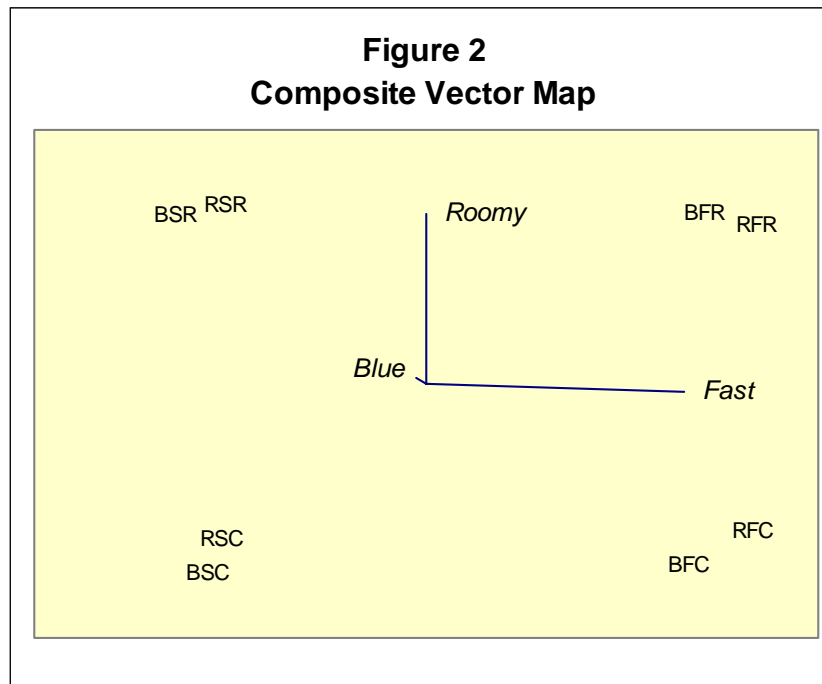 Figure 2
Composite Vector Map
BSR RSR Roomy BFR RFR
Blue Fast
RSC RFC
BSC BFC